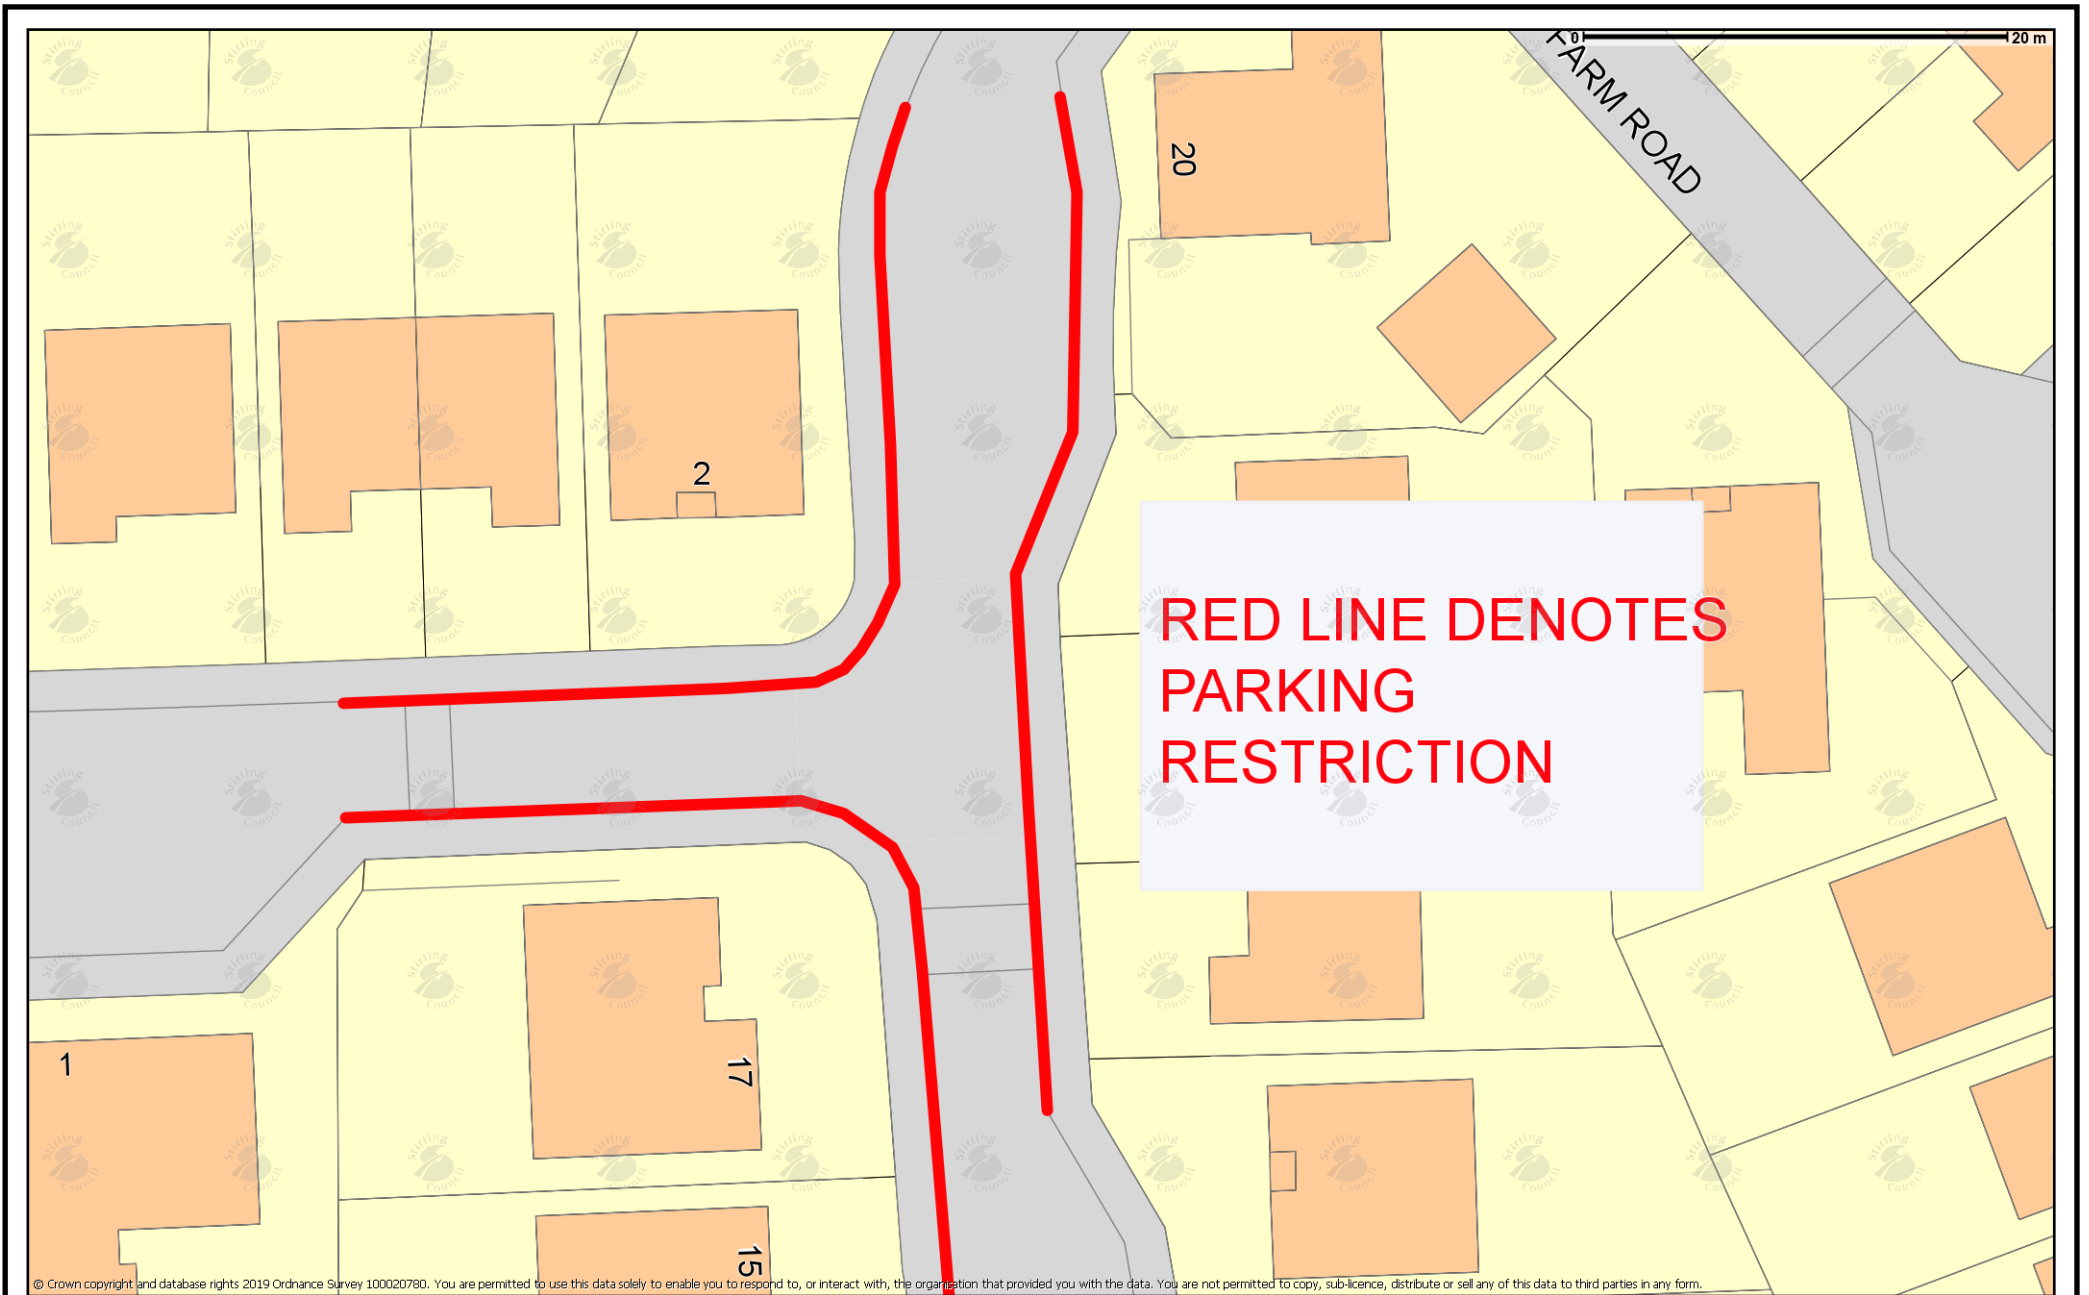 0 20 m
FARM ROAD
20
2
RED LINE DENOTES
PARKING
RESTRICTION
1
17
15
Stirling Council
© Crown copyright and database rights 2019 Ordnance Survey 100020780. You are permitted to use this data solely to enable you to respond to, or interact with, the organisation that provided you with the data. You are not permitted to copy, sub-licence, distribute or sell any of this data to third parties in any form.